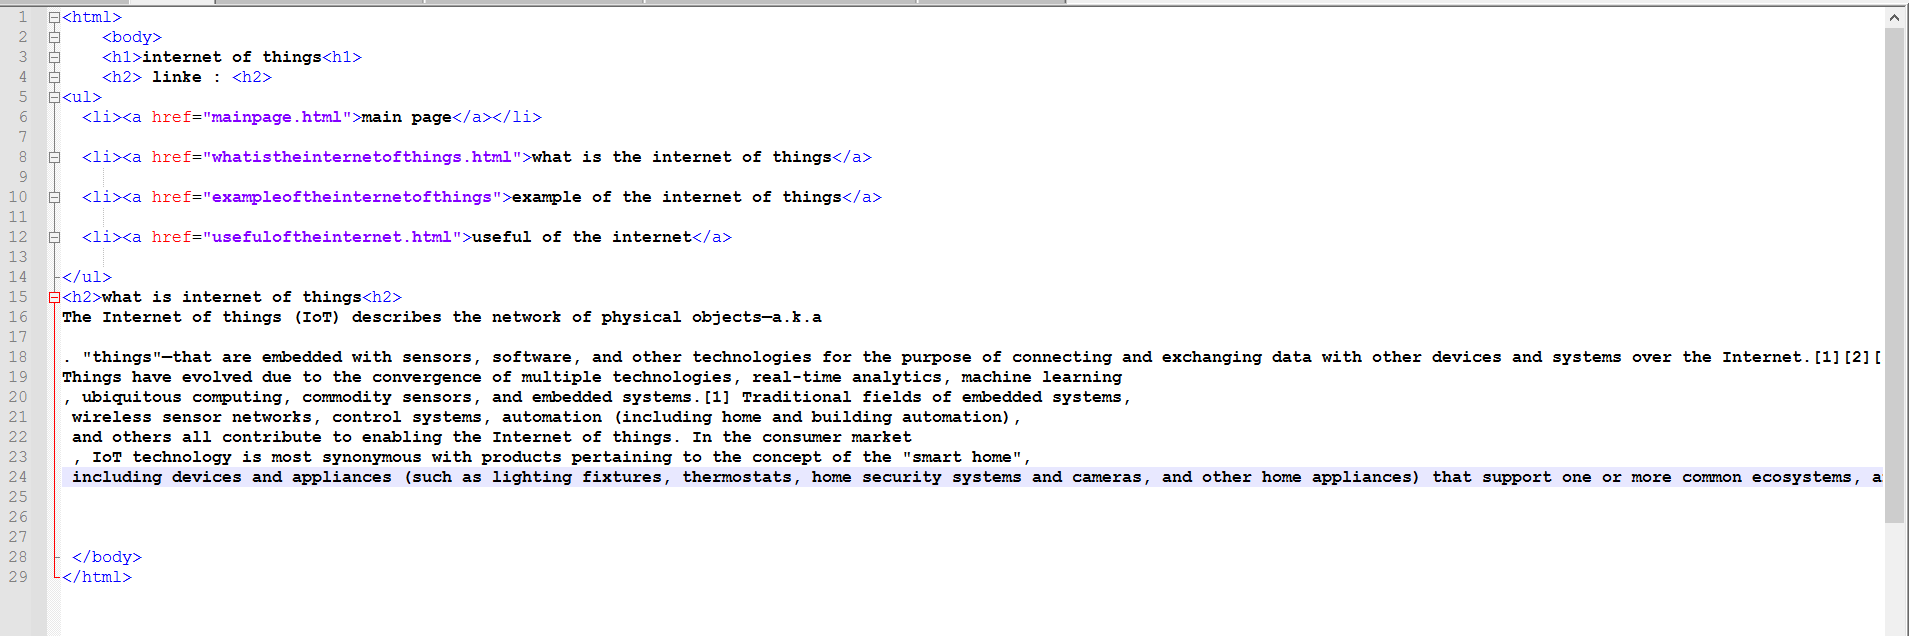 1 <html>
2 <body>
3 <h1>internet of things<h1>
4 <h2> linke : <h2>
5 <ul>
6 <li><a href="mainpage.html">main page</a></li>
7
8 <li><a href="whatistheinternetofthings.html">what is the internet of things</a>
9
10 <li><a href="exampleoftheinternetofthings">example of the internet of things</a>
11
12 <li><a href="usefuloftheinternet.html">useful of the internet</a>
13
14 </ul>
15 <h2>what is internet of things<h2>
16 The Internet of things (IoT) describes the network of physical objects—a.k.a
17
18 . "things"—that are embedded with sensors, software, and other technologies for the purpose of connecting and exchanging data with other devices and systems over the Internet.[1][2][
19 Things have evolved due to the convergence of multiple technologies, real-time analytics, machine learning
20 , ubiquitous computing, commodity sensors, and embedded systems.[1] Traditional fields of embedded systems,
21 wireless sensor networks, control systems, automation (including home and building automation),
22 and others all contribute to enabling the Internet of things. In the consumer market
23 , IoT technology is most synonymous with products pertaining to the concept of the "smart home",
24 including devices and appliances (such as lighting fixtures, thermostats, home security systems and cameras, and other home appliances) that support one or more common ecosystems,
25
26
27
28 </body>
29 </html>